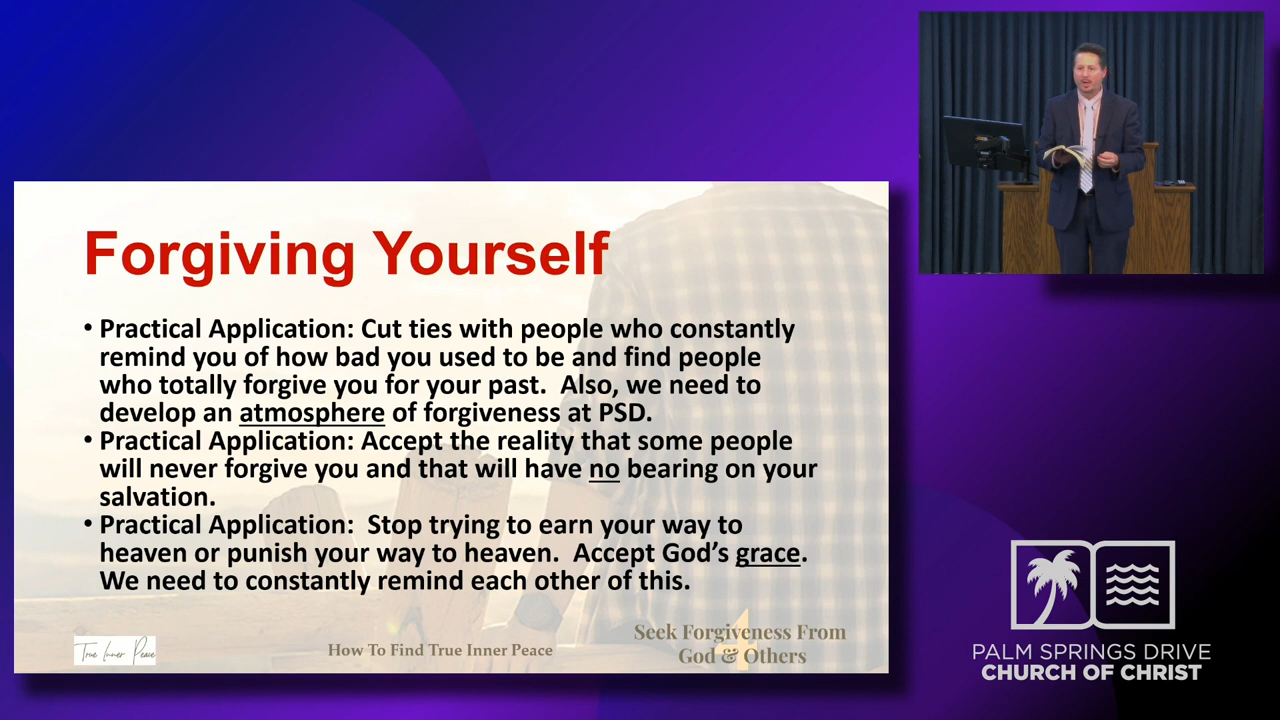 Forgiving Yourself
• Practical Application: Cut ties with people who constantly
remind you of how bad you used to be and find people
who totally forgive you for your past.  Also, we need to
develop an atmosphere of forgiveness at PSD.
• Practical Application: Accept the reality that some people
will never forgive you and that will have no bearing on your
salvation.
• Practical Application:  Stop trying to earn your way to
heaven or punish your way to heaven.  Accept God’s grace.
We need to constantly remind each other of this.
True Inner Peace
How To Find True Inner Peace
4
Seek Forgiveness From
God & Others
PALM SPRINGS DRIVE
CHURCH OF CHRIST